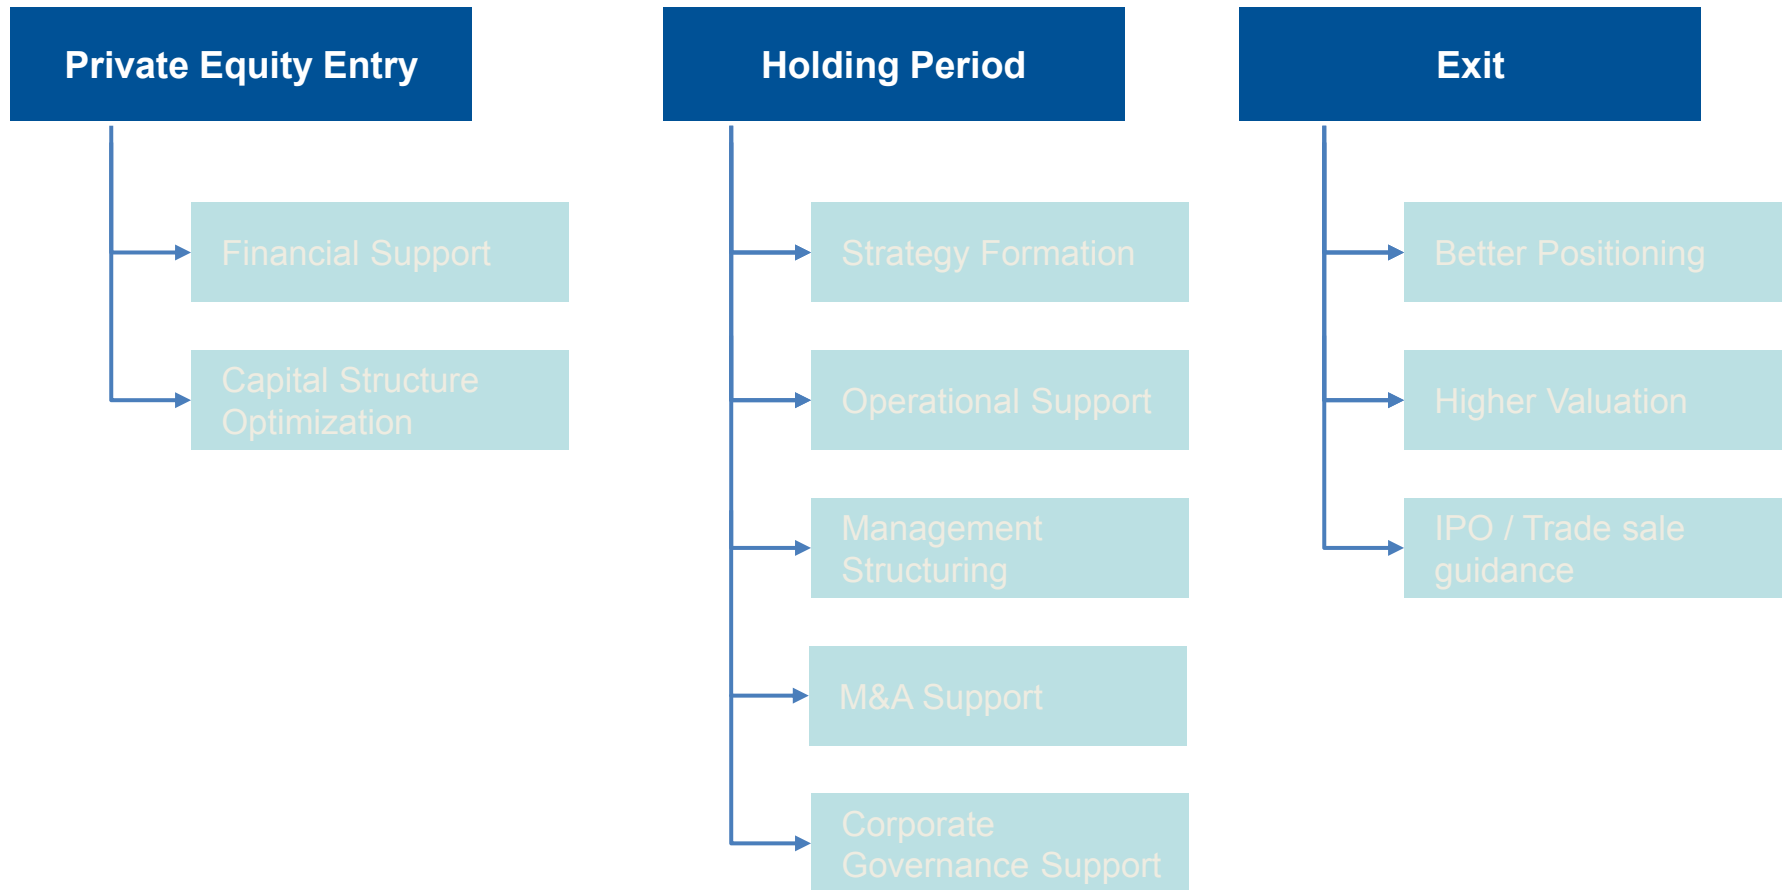 Private Equity Entry
Financial Support
Capital Structure
Optimization
Holding Period
Strategy Formation
Operational Support
Management
Structuring
M&A Support
Corporate
Governance Support
Exit
Better Positioning
Higher Valuation
IPO / Trade sale
guidance